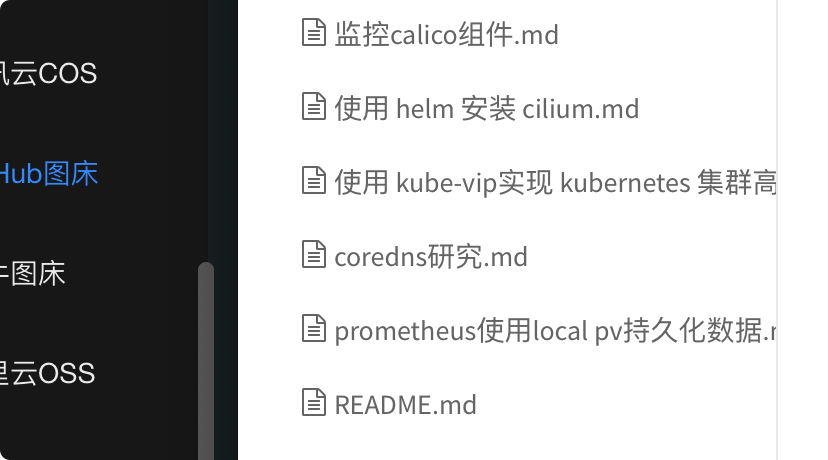 云COS
Hub图床
图床
云OSS
监控calico组件.md
使用 helm 安装 cilium.md
使用 kube-vip实现 kubernetes 集群高
coredns研究.md
prometheus使用local pv持久化数据.
README.md